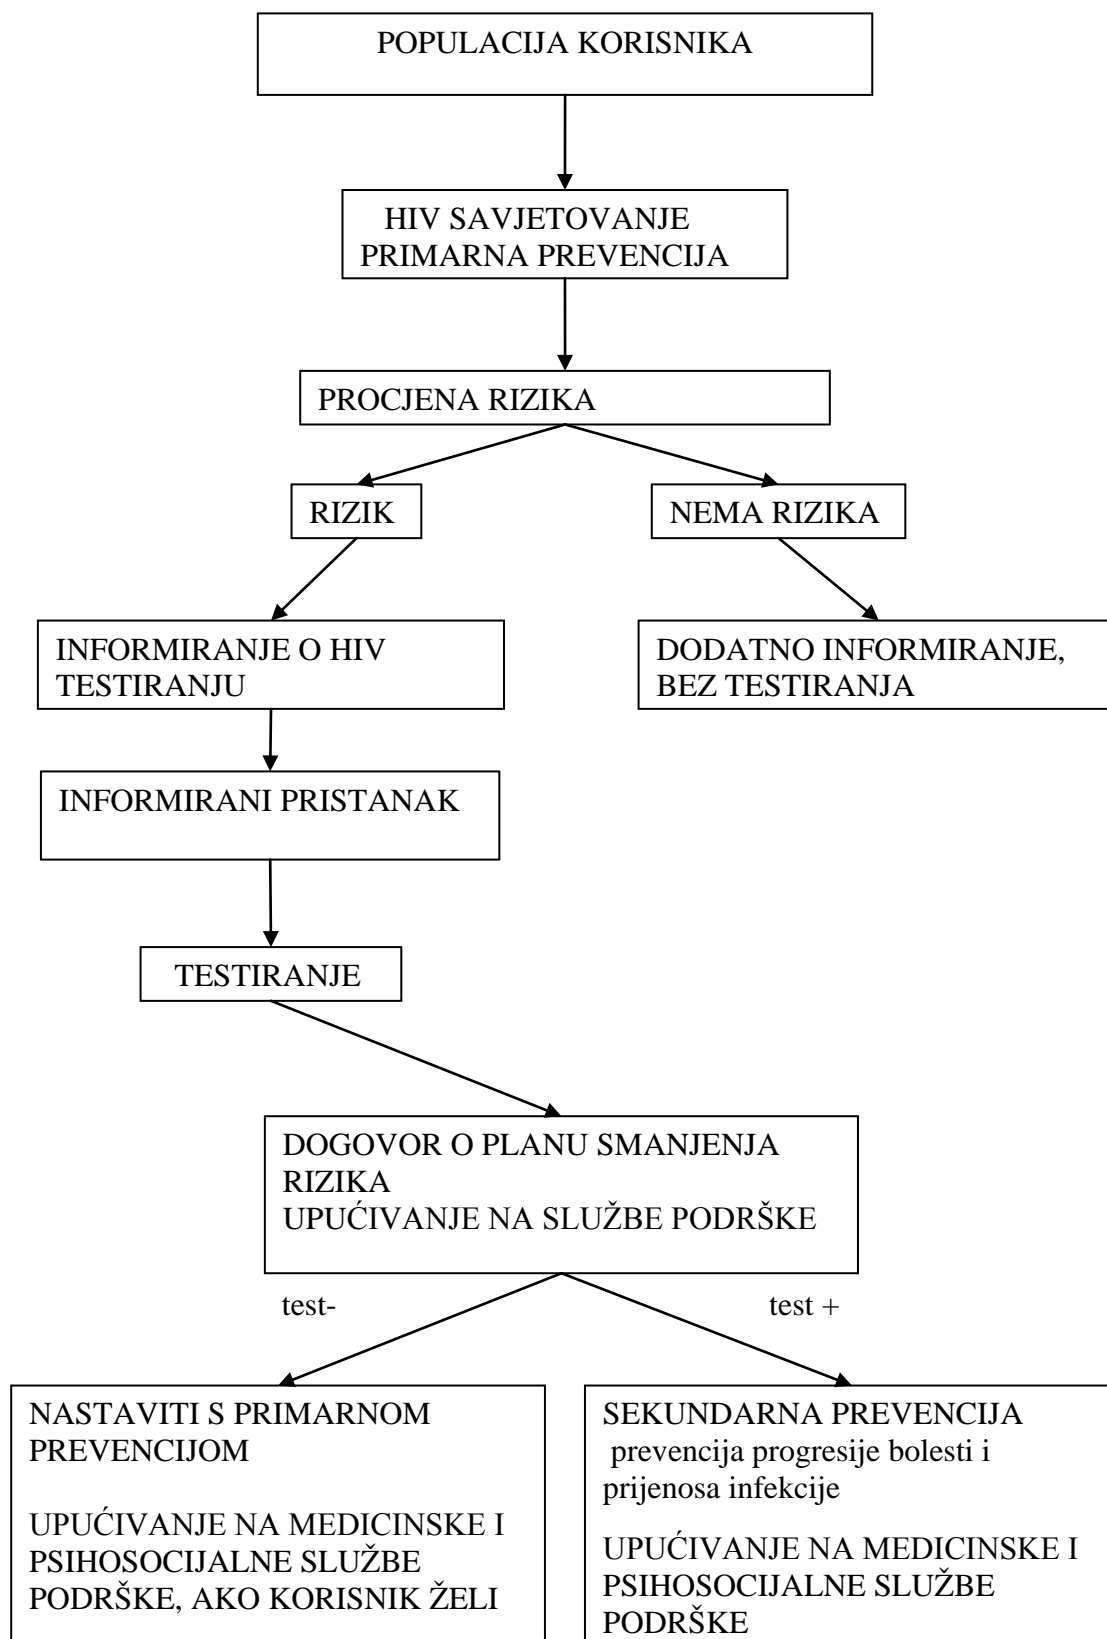 POPULACIJA KORISNIKA
HIV SAVJETOVANJE
PRIMARNA PREVENCIJA
PROCJENA RIZIKA
RIZIK
NEMA RIZIKA
INFORMIRANJE O HIV
TESTIRANJU
DODATNO INFORMIRANJE,
BEZ TESTIRANJA
INFORMIRANI PRISTANAK
TESTIRANJE
DOGOVOR O PLANU SMANJENJA
RIZIKA
UPUĆIVANJE NA SLUŽBE PODRŠKE
test-
test +
NASTAVITI S PRIMARNOM
PREVENCIJOM
UPUĆIVANJE NA MEDICINSKE I
PSIHOSOCIJALNE SLUŽBE
PODRŠKE, AKO KORISNIK ŽELI
SEKUNDARNA PREVENCIJA
prevencija progresije bolesti i
prijenosa infekcije
UPUĆIVANJE NA MEDICINSKE I
PSIHOSOCIJALNE SLUŽBE
PODRŠKE